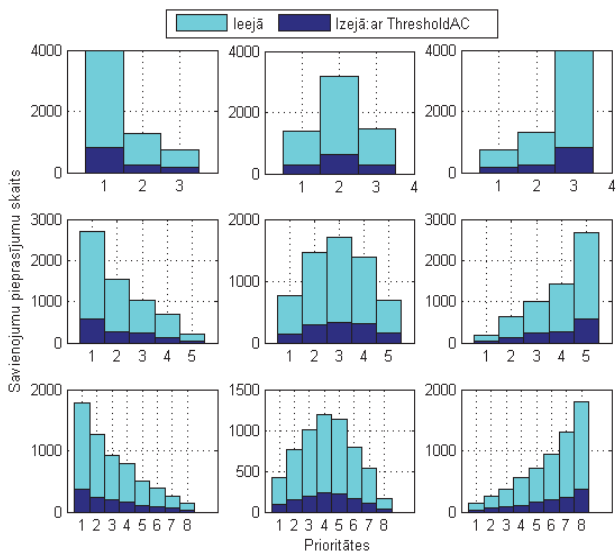 Ieejā Izejā:ar ThresholdAC
Savienojumu pieprasījumu skaits
4000 4000 4000
2000 2000 2000
0 0 0
1 2 3 1 2 3 4 1 2 3 4
3000 2000 3000
2000 1000 2000
1000 0 1000
0 0
1 2 3 4 5 1 2 3 4 5 1 2 3 4 5
2000 1500 2000
1000 1000 1000
0 500 0
0
1 2 3 4 5 6 7 8 1 2 3 4 5 6 7 8 1 2 3 4 5 6 7 8
Prioritātes